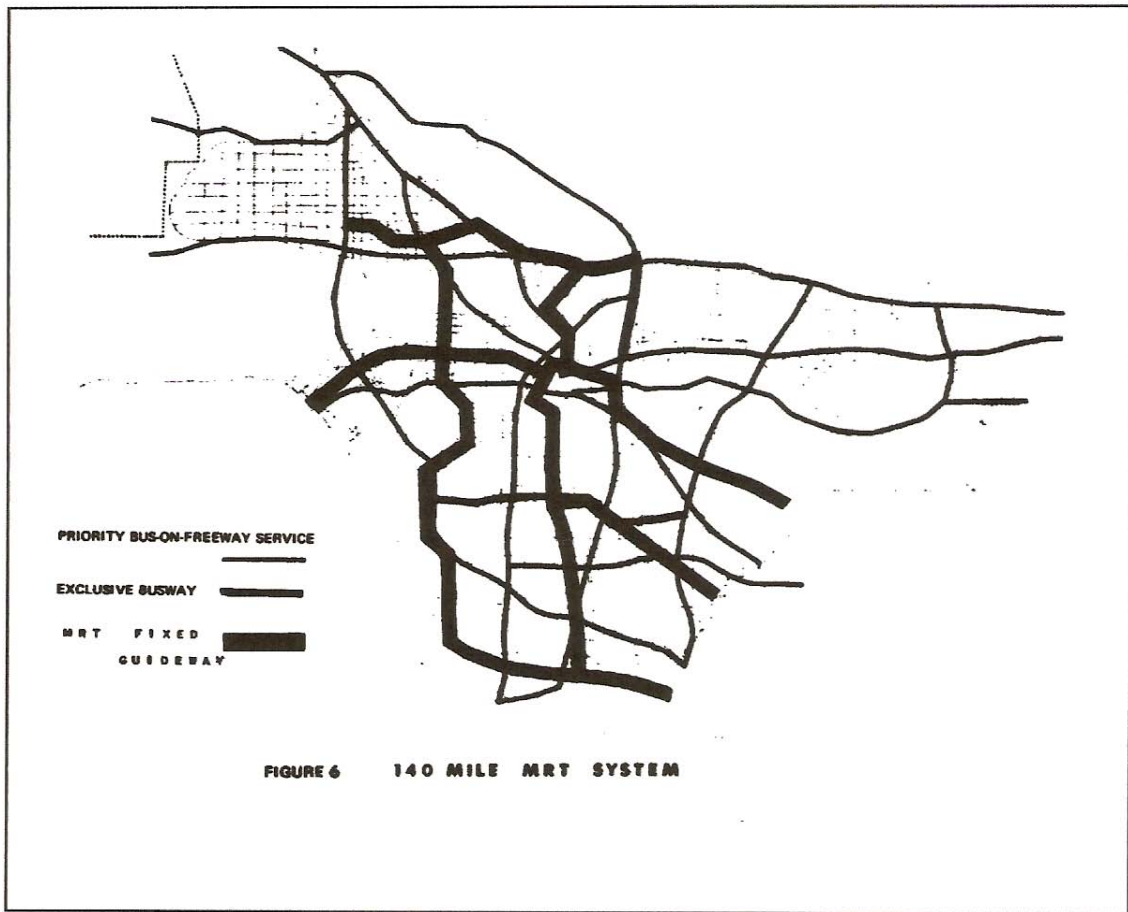 PRIORITY BUS-ON-FREEWAY SERVICE
EXCLUSIVE BUSWAY
MRT FIXED
GUIDEWAY
FIGURE 6 140 MILE MRT SYSTEM